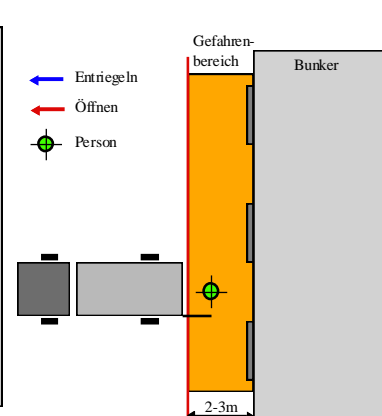 Gefahren-
bereich
Bunker
Entriegeln
Öffnen
Person
2-3m